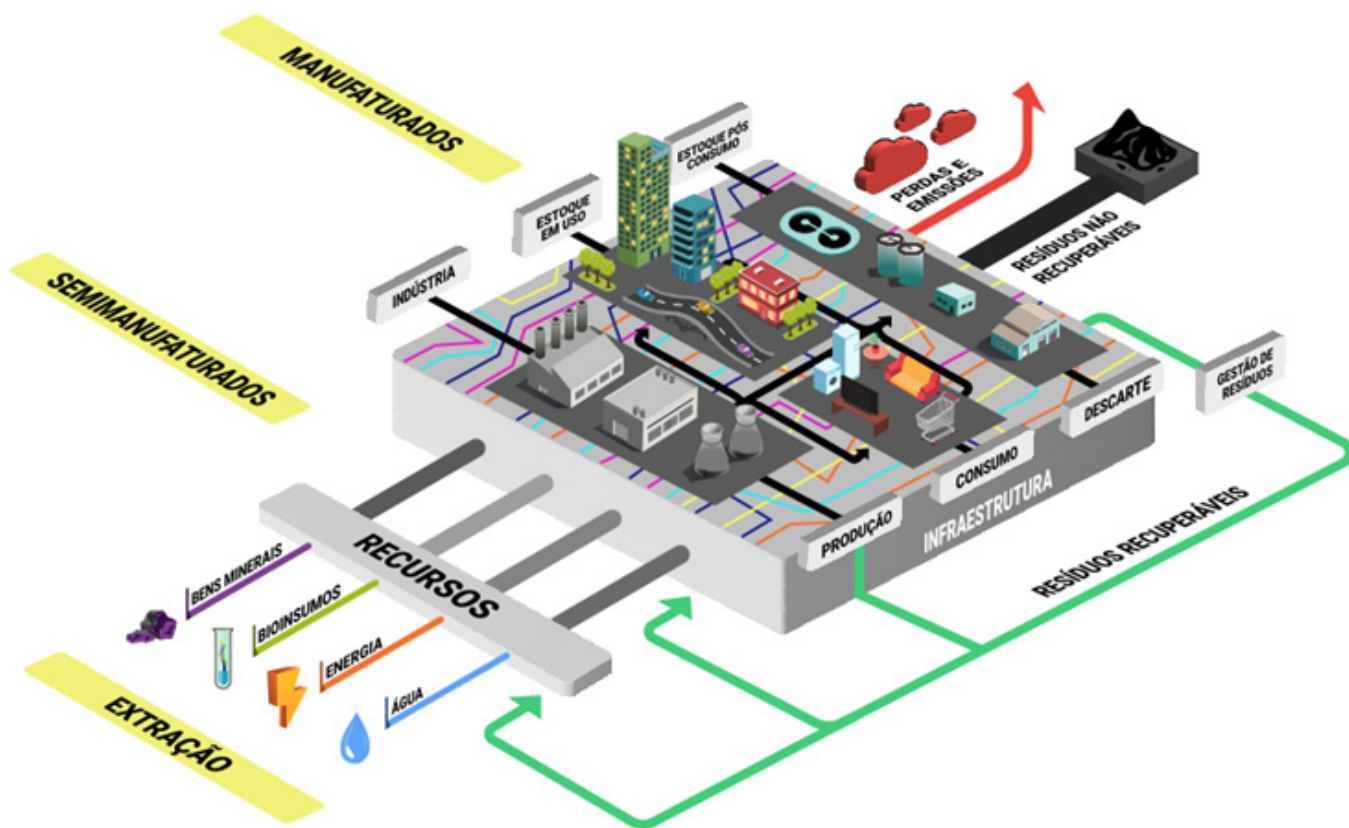 MANUFATURADOS
SEMIMANUFATURADOS
EXTRAÇÃO
ESTOQUE PÓS
CONSUMO
ESTOQUE
EM USO
INDÚSTRIA
PERDAS E
EMISSÕES
RESÍDUOS NÃO
RECUPERÁVEIS
GESTÃO DE
RESÍDUOS
DESCARTE
CONSUMO
PRODUÇÃO
INFRAESTRUTURA
RESÍDUOS RECUPERÁVEIS
RECURSOS
BENS MINERAIS
BIOINSUMOS
ENERGIA
ÁGUA